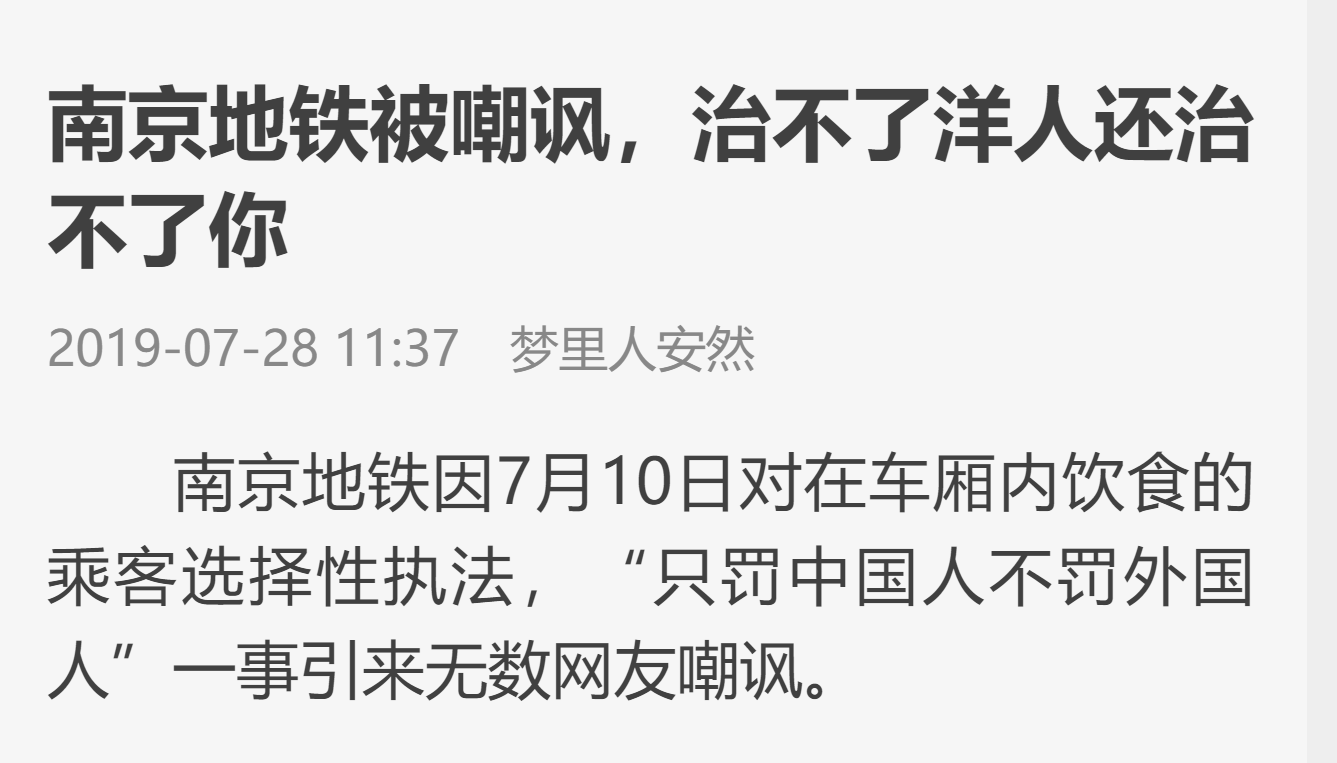 南京地铁被嘲讽，治不了洋人还治
不了你
2019-07-28 11:37 梦里人安然
南京地铁因7月10日对在车厢内饮食的
乘客选择性执法，“只罚中国人不罚外国
人”一事引来无数网友嘲讽。